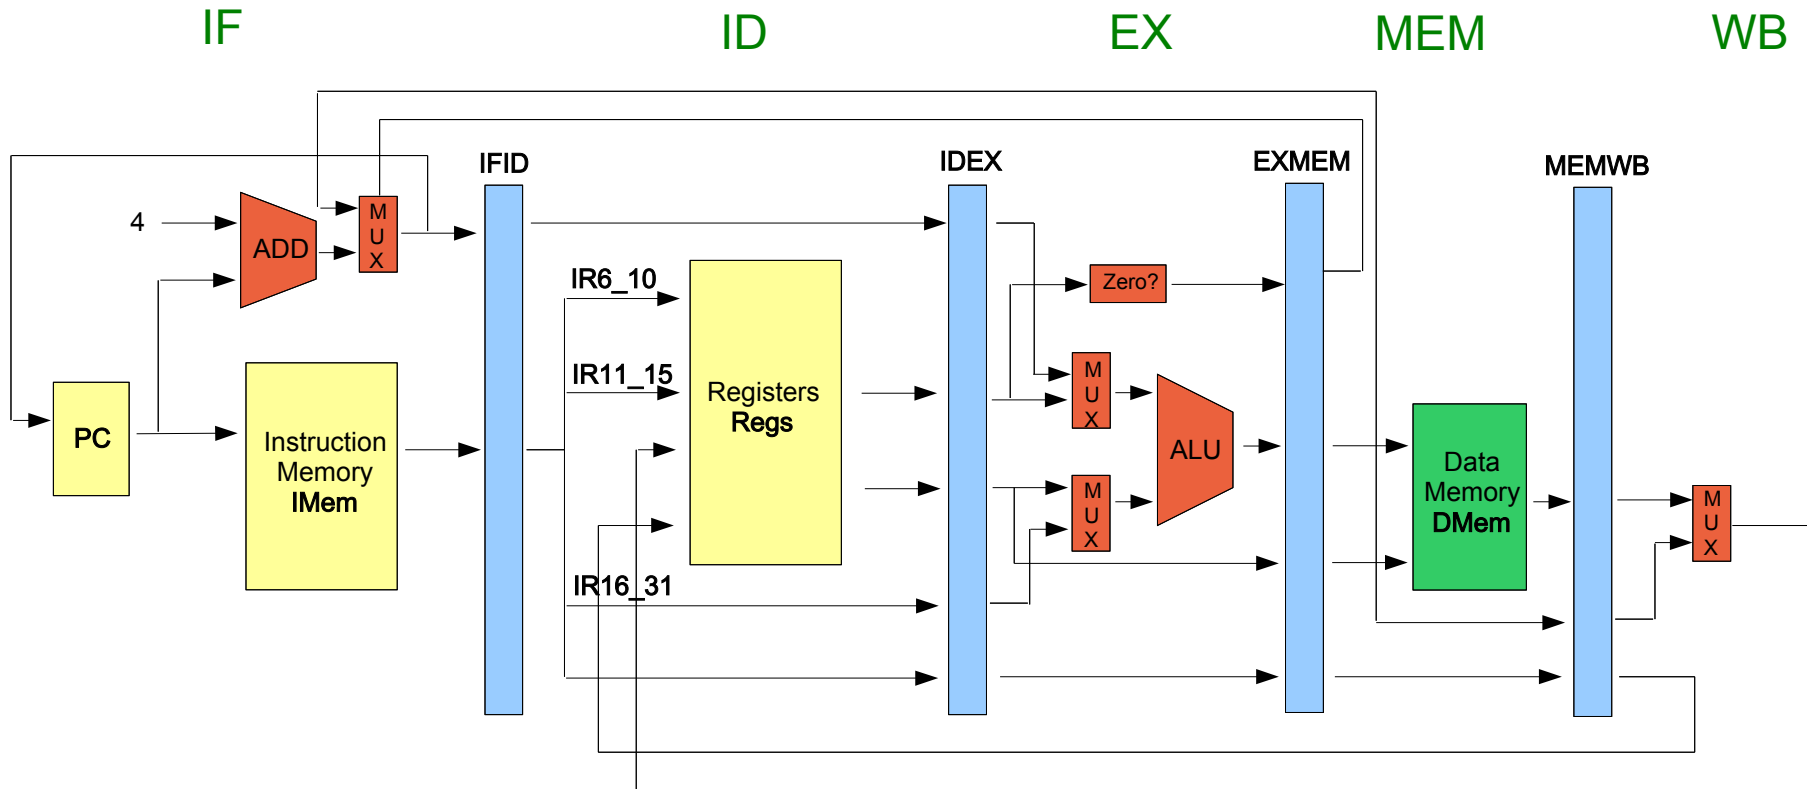 IF
ID
EX
MEM
WB
IFID
IDEX
EXMEM
MEMWB
4
ADD
M
U
X
IR6_10
Zero?
IR11_15
Registers
Regs
M
U
X
PC
Instruction
Memory
IMem
ALU
Data
Memory
DMem
M
U
X
M
U
X
IR16_31